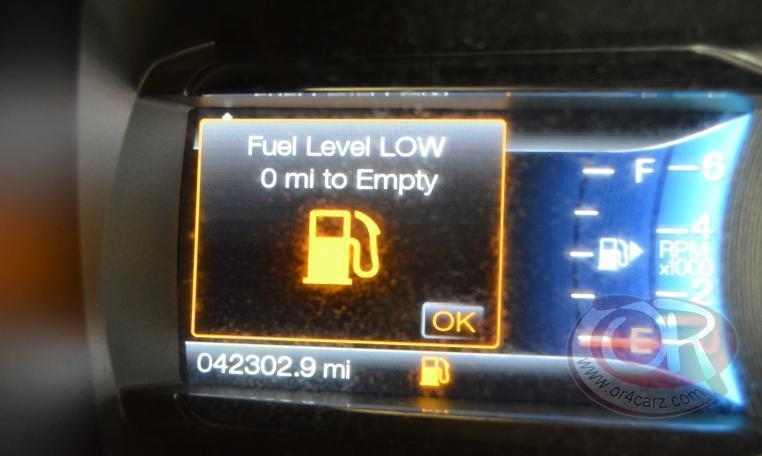 Fuel Level LOW
0 mi to Empty
OK
042302.9 mi
F
6
4
RPM
x1000
2
E
OR
www.or4carz.com